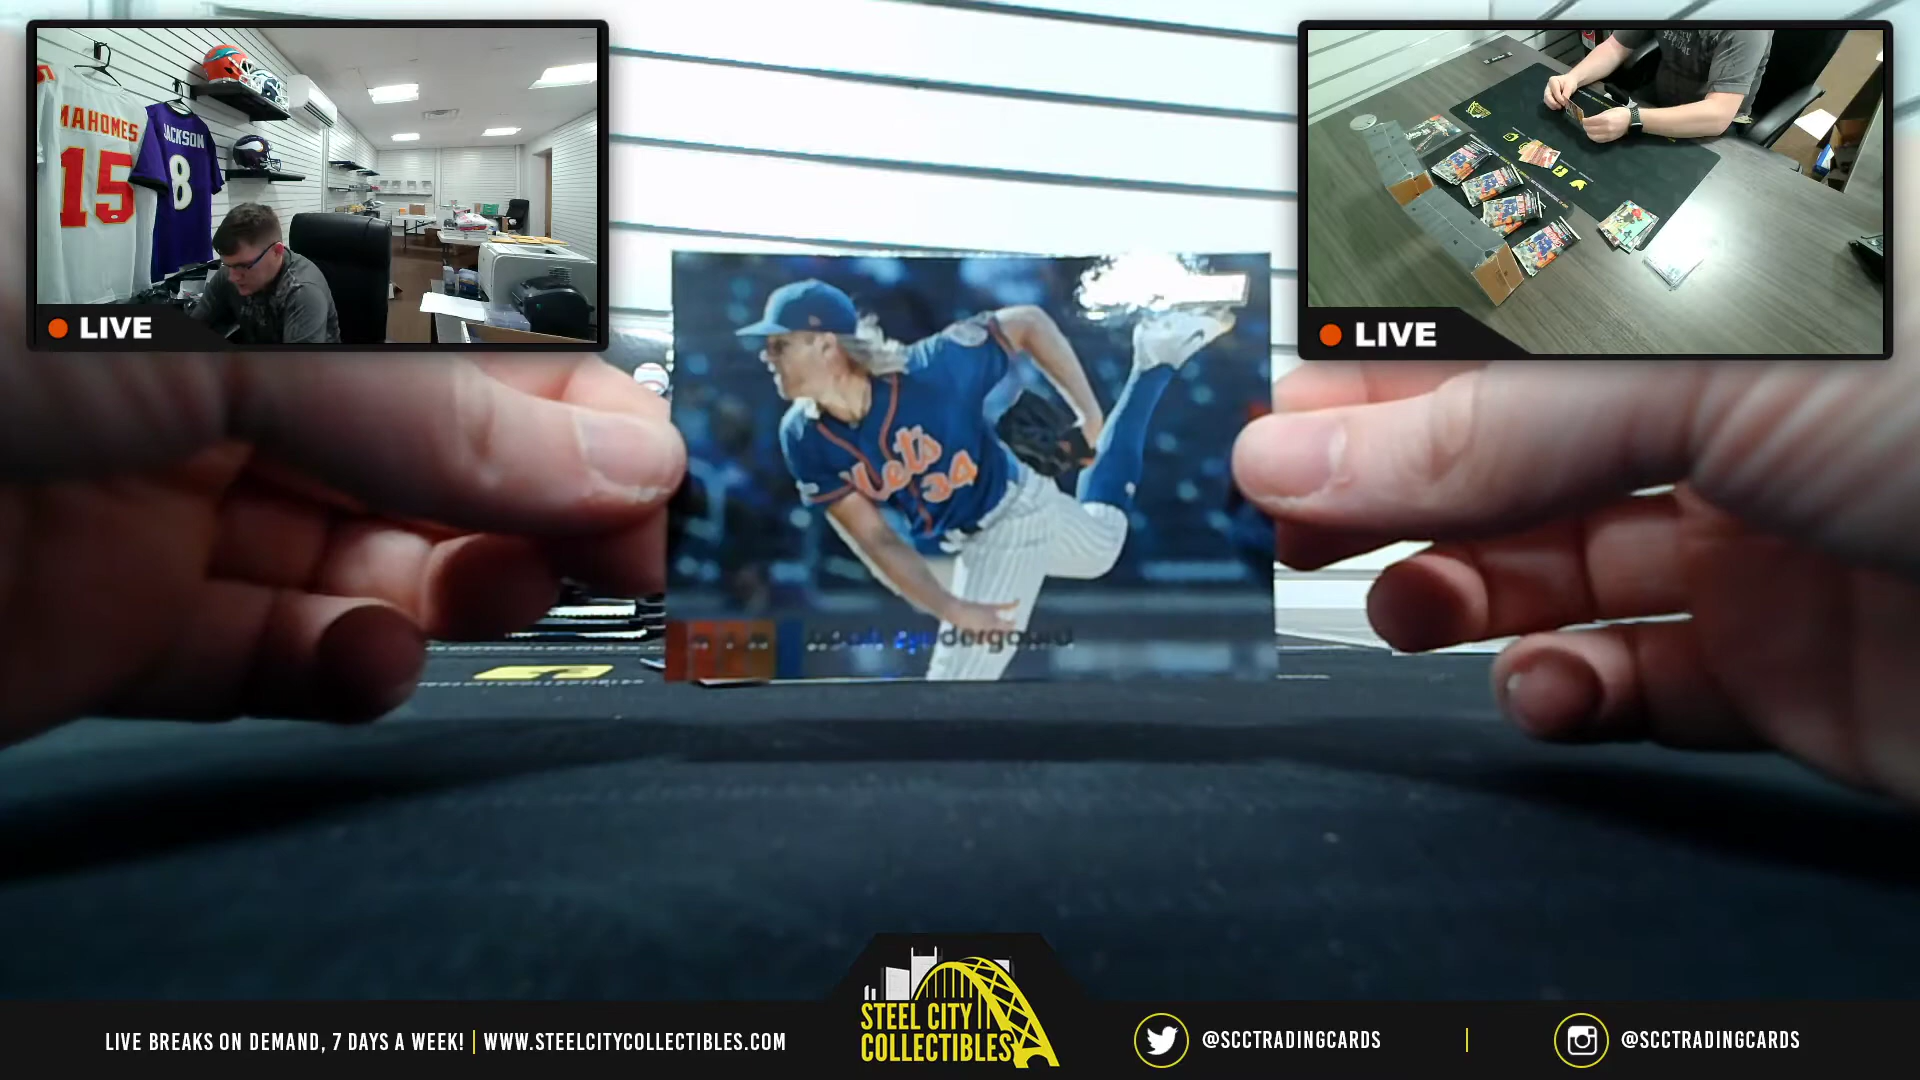 MAHOMES
15
JACKSON
8
LIVE
LIVE
Mets
34
LIVE BREAKS ON DEMAND, 7 DAYS A WEEK! | WWW.STEELCITYCOLLECTIBLES.COM
STEEL CITY
COLLECTIBLES
@SCCTRADINGCARDS
@SCCTRADINGCARDS